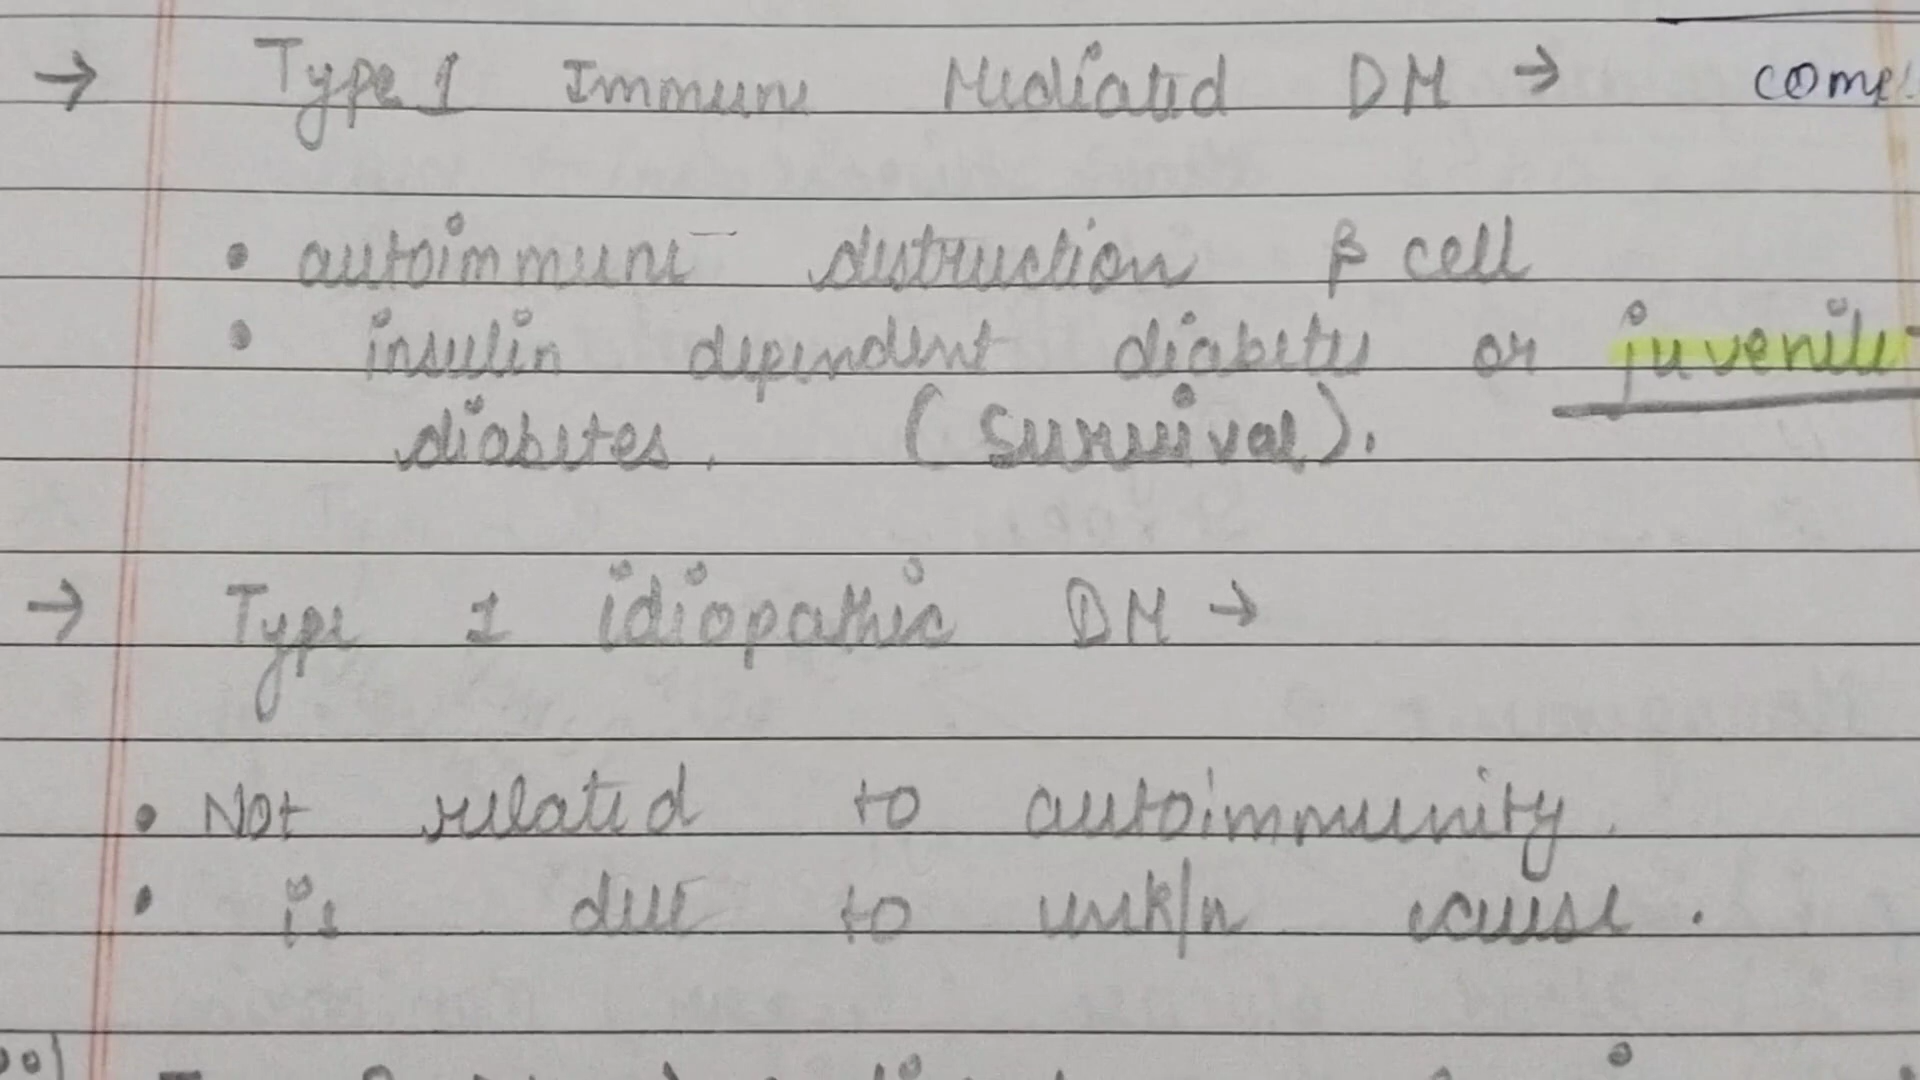 → Type 1 Immune Mediated DM →
• autoimmune destruction β cell
• insulin dependent diabetes or juvenile
diabetes. (Survival).
→ Type 1 idiopathic DM →
• Not related to autoimmunity.
• is due to unk/n cause.